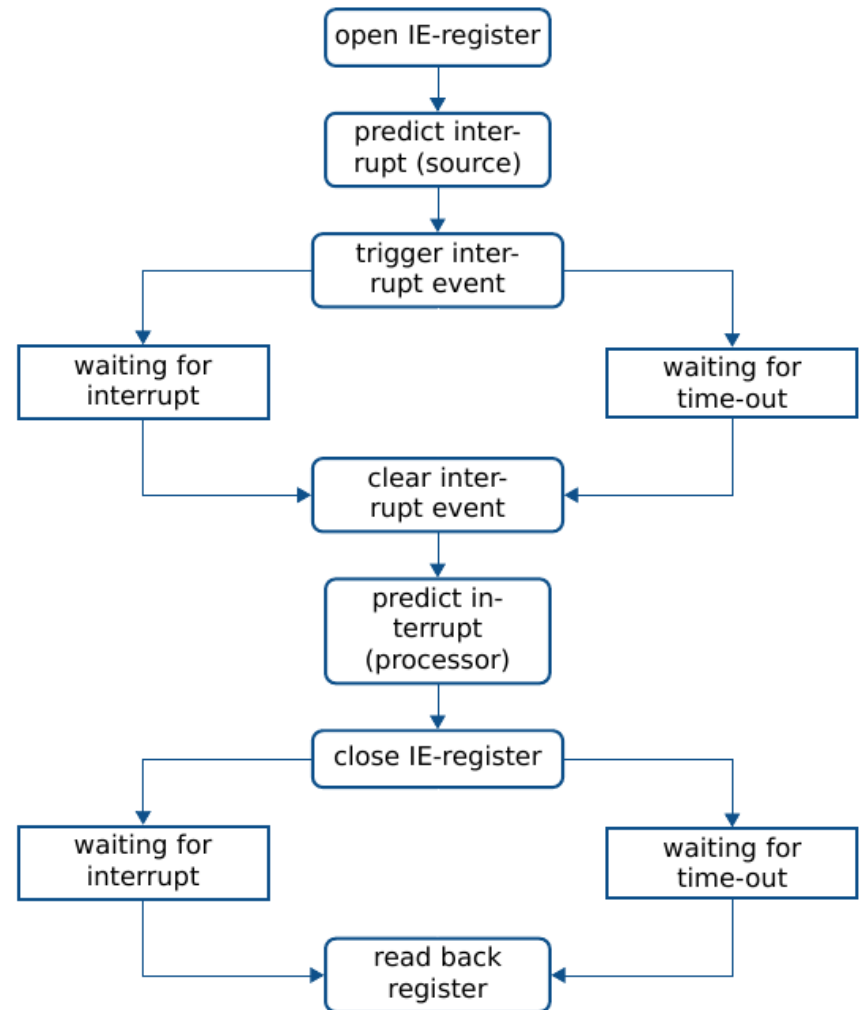 open IE-register
predict inter-
rupt (source)
trigger inter-
rupt event
waiting for
interrupt
waiting for
time-out
clear inter-
rupt event
predict in-
terrupt
(processor)
close IE-register
waiting for
interrupt
waiting for
time-out
read back
register